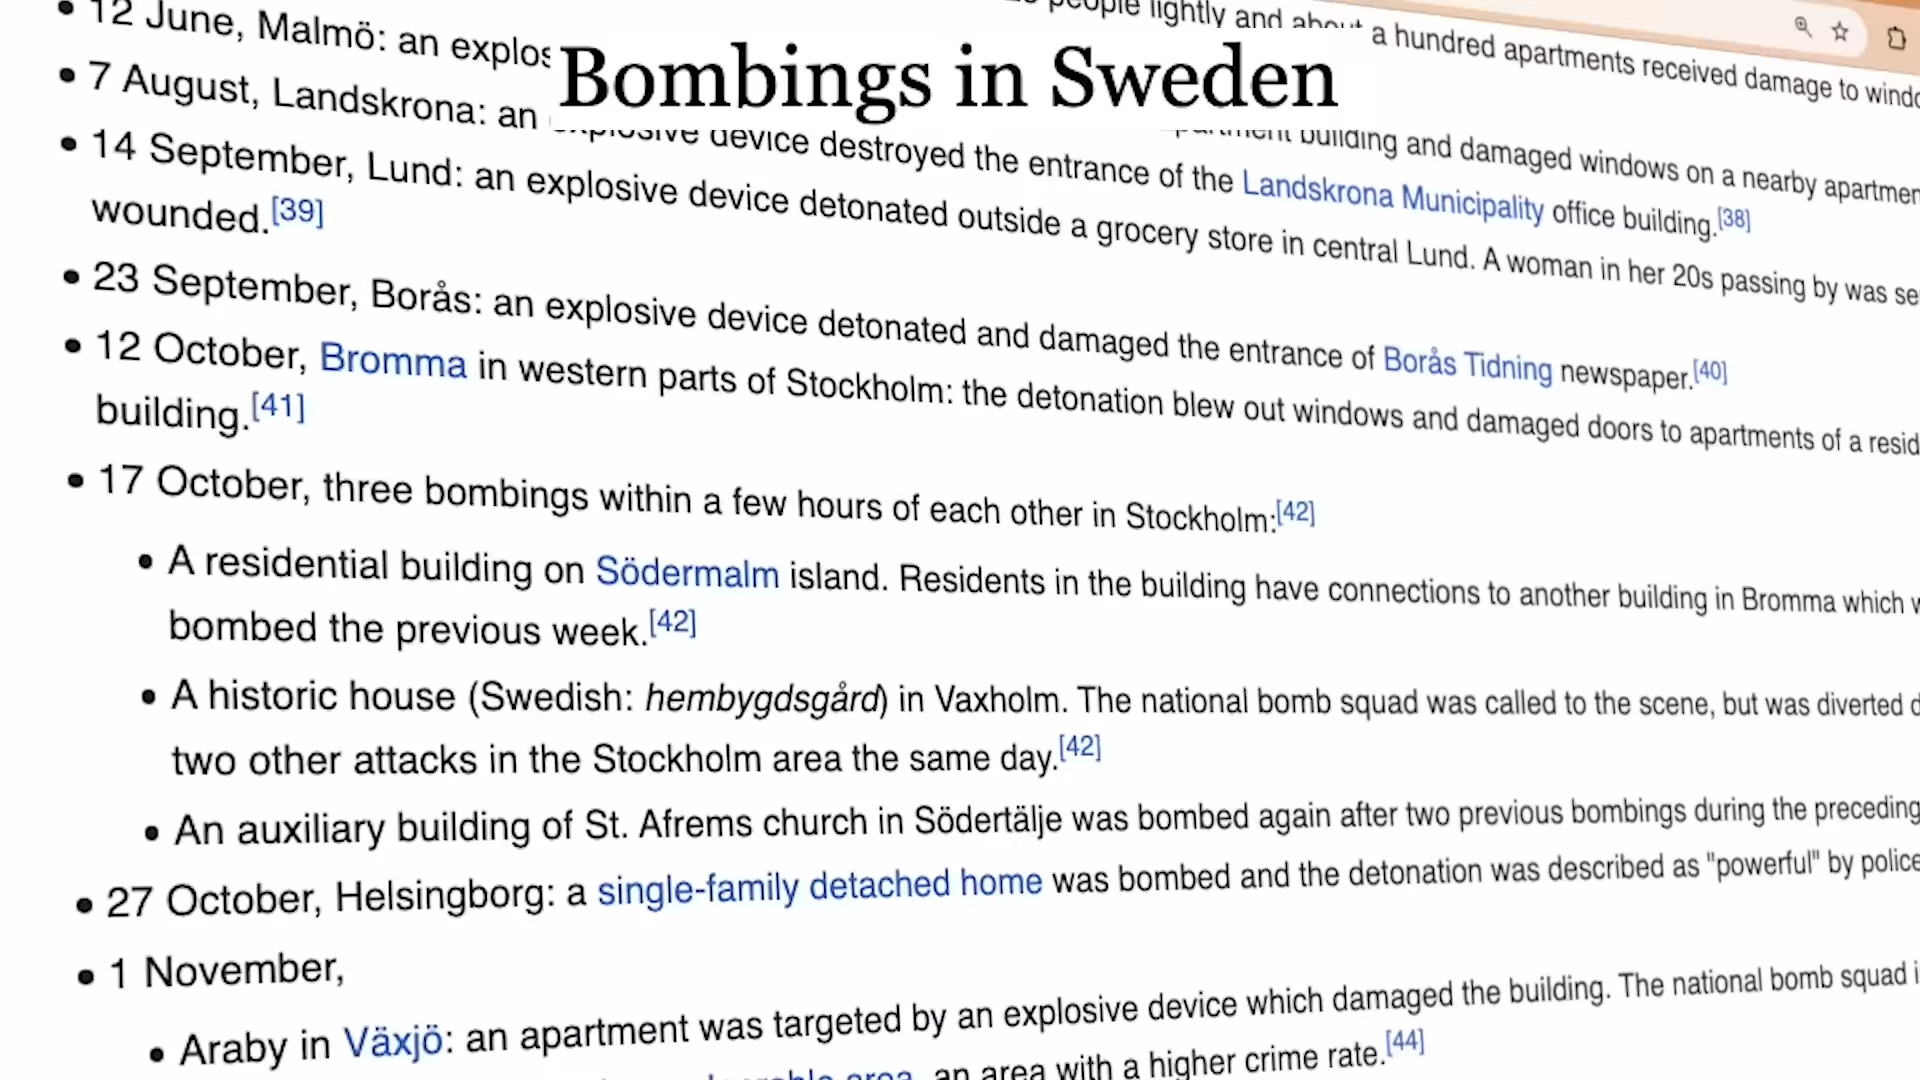 people lightly and about a hundred apartments received damage to
12 June, Malmö: an
Bombings in Sweden
7 August, Landskrona: an explosive device destroyed the entrance of the Landskrona Municipality office building.[38]
building and damaged windows on a nearby
14 September, Lund: an explosive device detonated outside a grocery store in central Lund. A woman in her 20s passing by was
wounded.[39]
23 September, Borås: an explosive device detonated and damaged the entrance of Borås Tidning newspaper.[40]
12 October, Bromma in western parts of Stockholm: the detonation blew out windows and damaged doors to apartments of a
building.[41]
17 October, three bombings within a few hours of each other in Stockholm:[42]
A residential building on Södermalm island. Residents in the building have connections to another building in Bromma which
bombed the previous week.[42]
A historic house (Swedish: hembygdsgård) in Vaxholm. The national bomb squad was called to the scene, but was diverted
two other attacks in the Stockholm area the same day.[42]
An auxiliary building of St. Afrems church in Södertälje was bombed again after two previous bombings during the preceding
27 October, Helsingborg: a single-family detached home was bombed and the detonation was described as "powerful" by police
1 November,
Araby in Växjö: an apartment was targeted by an explosive device which damaged the building. The national bomb squad
area, an area with a higher crime rate.[44]